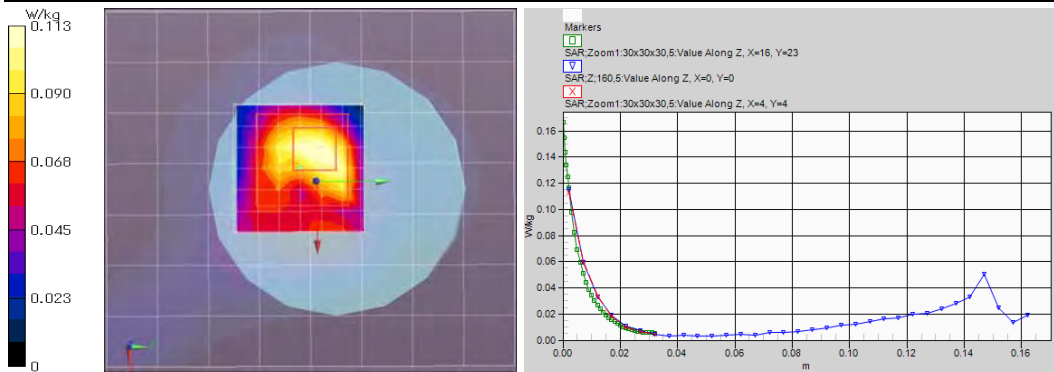 W/kg
0.113
0.090
0.068
0.045
0.023
0
Markers
SAR;Zoom1:30x30x30,5:Value Along Z, X=16, Y=23
SAR;Z;160,5:Value Along Z, X=0, Y=0
SAR;Zoom1:30x30x30,5:Value Along Z, X=4, Y=4
W/kg
0.16
0.14
0.12
0.10
0.08
0.06
0.04
0.02
0.00
0.00 0.02 0.04 0.06 0.08 0.10 0.12 0.14 0.16
m